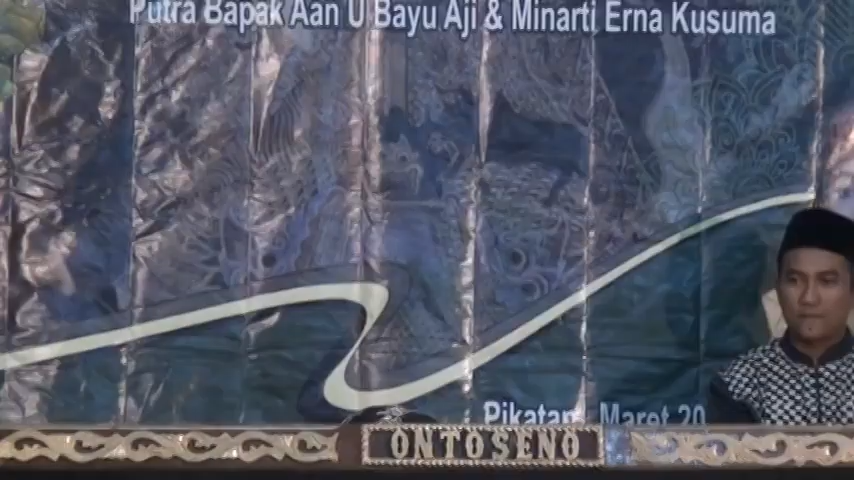 Putra Bapak Aan U Bayu Aji & Minarti Erna Kusuma
Pikatan, Maret 20
ONTOSENO